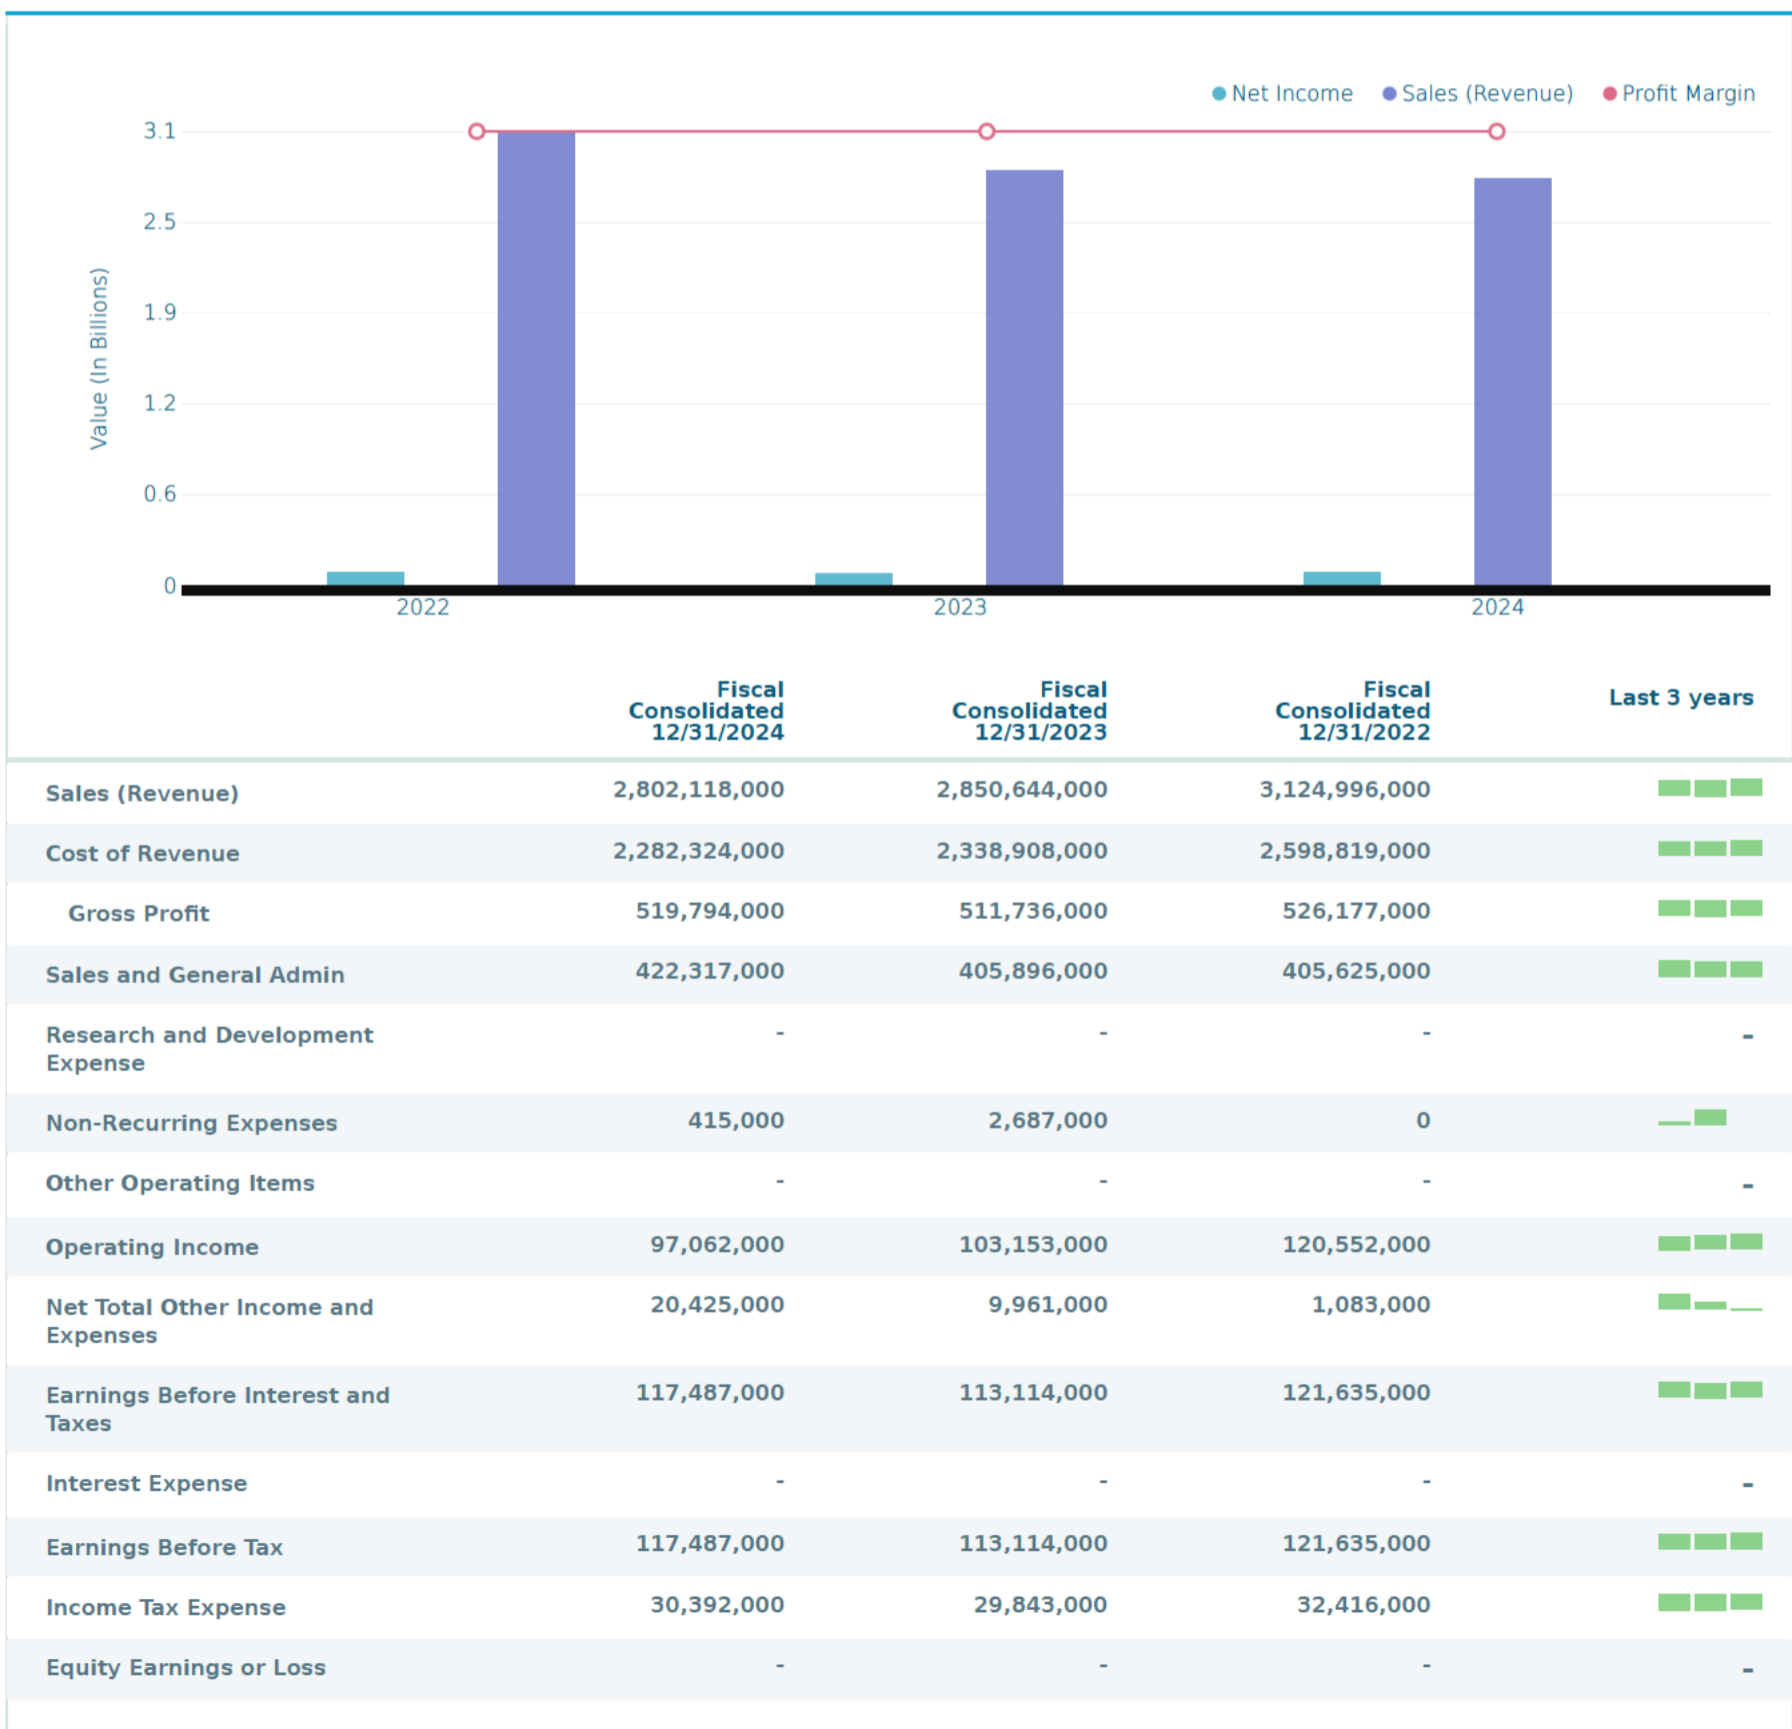 Net Income Sales (Revenue) Profit Margin
3.1
2.5
1.9
1.2
0.6
0
Value (In Billions)
2022 2023 2024
Fiscal Consolidated 12/31/2024 Fiscal Consolidated 12/31/2023 Fiscal Consolidated 12/31/2022 Last 3 years
Sales (Revenue) 2,802,118,000 2,850,644,000 3,124,996,000
Cost of Revenue 2,282,324,000 2,338,908,000 2,598,819,000
Gross Profit 519,794,000 511,736,000 526,177,000
Sales and General Admin 422,317,000 405,896,000 405,625,000
Research and Development - - - -
Expense
Non-Recurring Expenses 415,000 2,687,000 0
Other Operating Items - - - -
Operating Income 97,062,000 103,153,000 120,552,000
Net Total Other Income and 20,425,000 9,961,000 1,083,000
Expenses
Earnings Before Interest and 117,487,000 113,114,000 121,635,000
Taxes
Interest Expense - - - -
Earnings Before Tax 117,487,000 113,114,000 121,635,000
Income Tax Expense 30,392,000 29,843,000 32,416,000
Equity Earnings or Loss - - - -